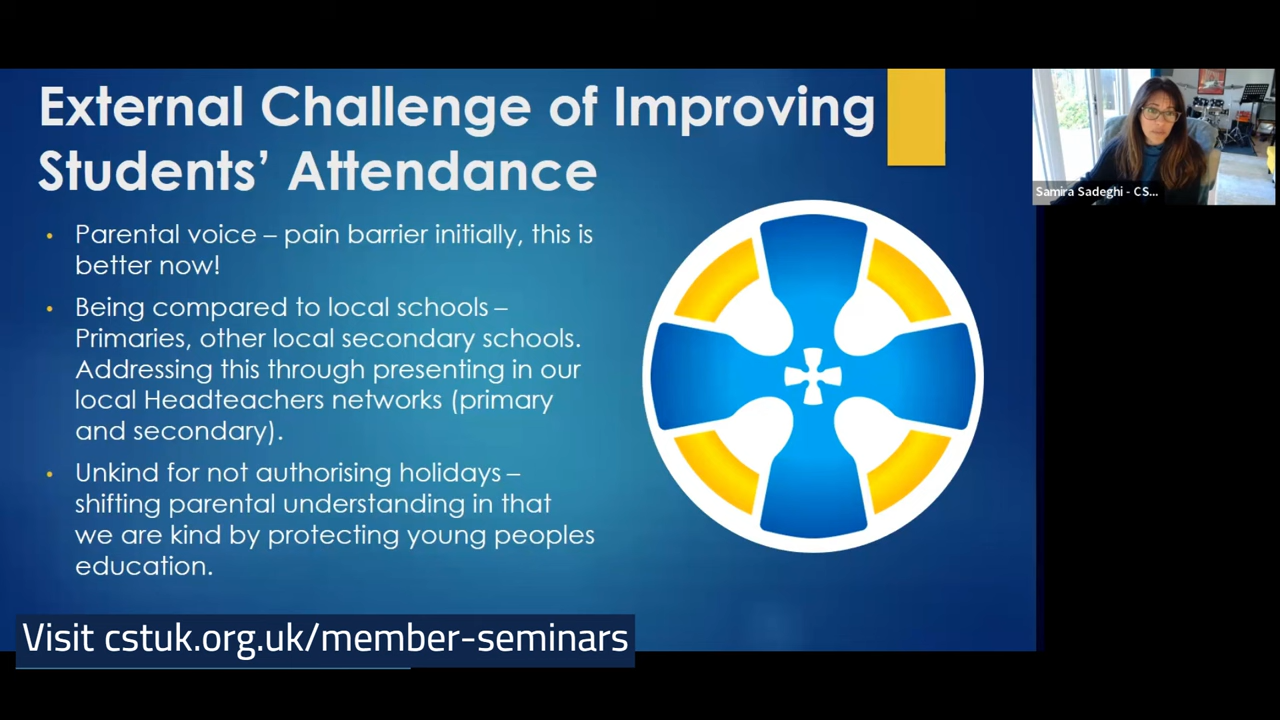 External Challenge of Improving
Students’ Attendance
• Parental voice – pain barrier initially, this is
better now!
• Being compared to local schools –
Primaries, other local secondary schools.
Addressing this through presenting in our
local Headteachers networks (primary
and secondary).
• Unkind for not authorising holidays –
shifting parental understanding in that
we are kind by protecting young peoples
education.
Samira Sadeghi - CS...
Visit cstuk.org.uk/member-seminars